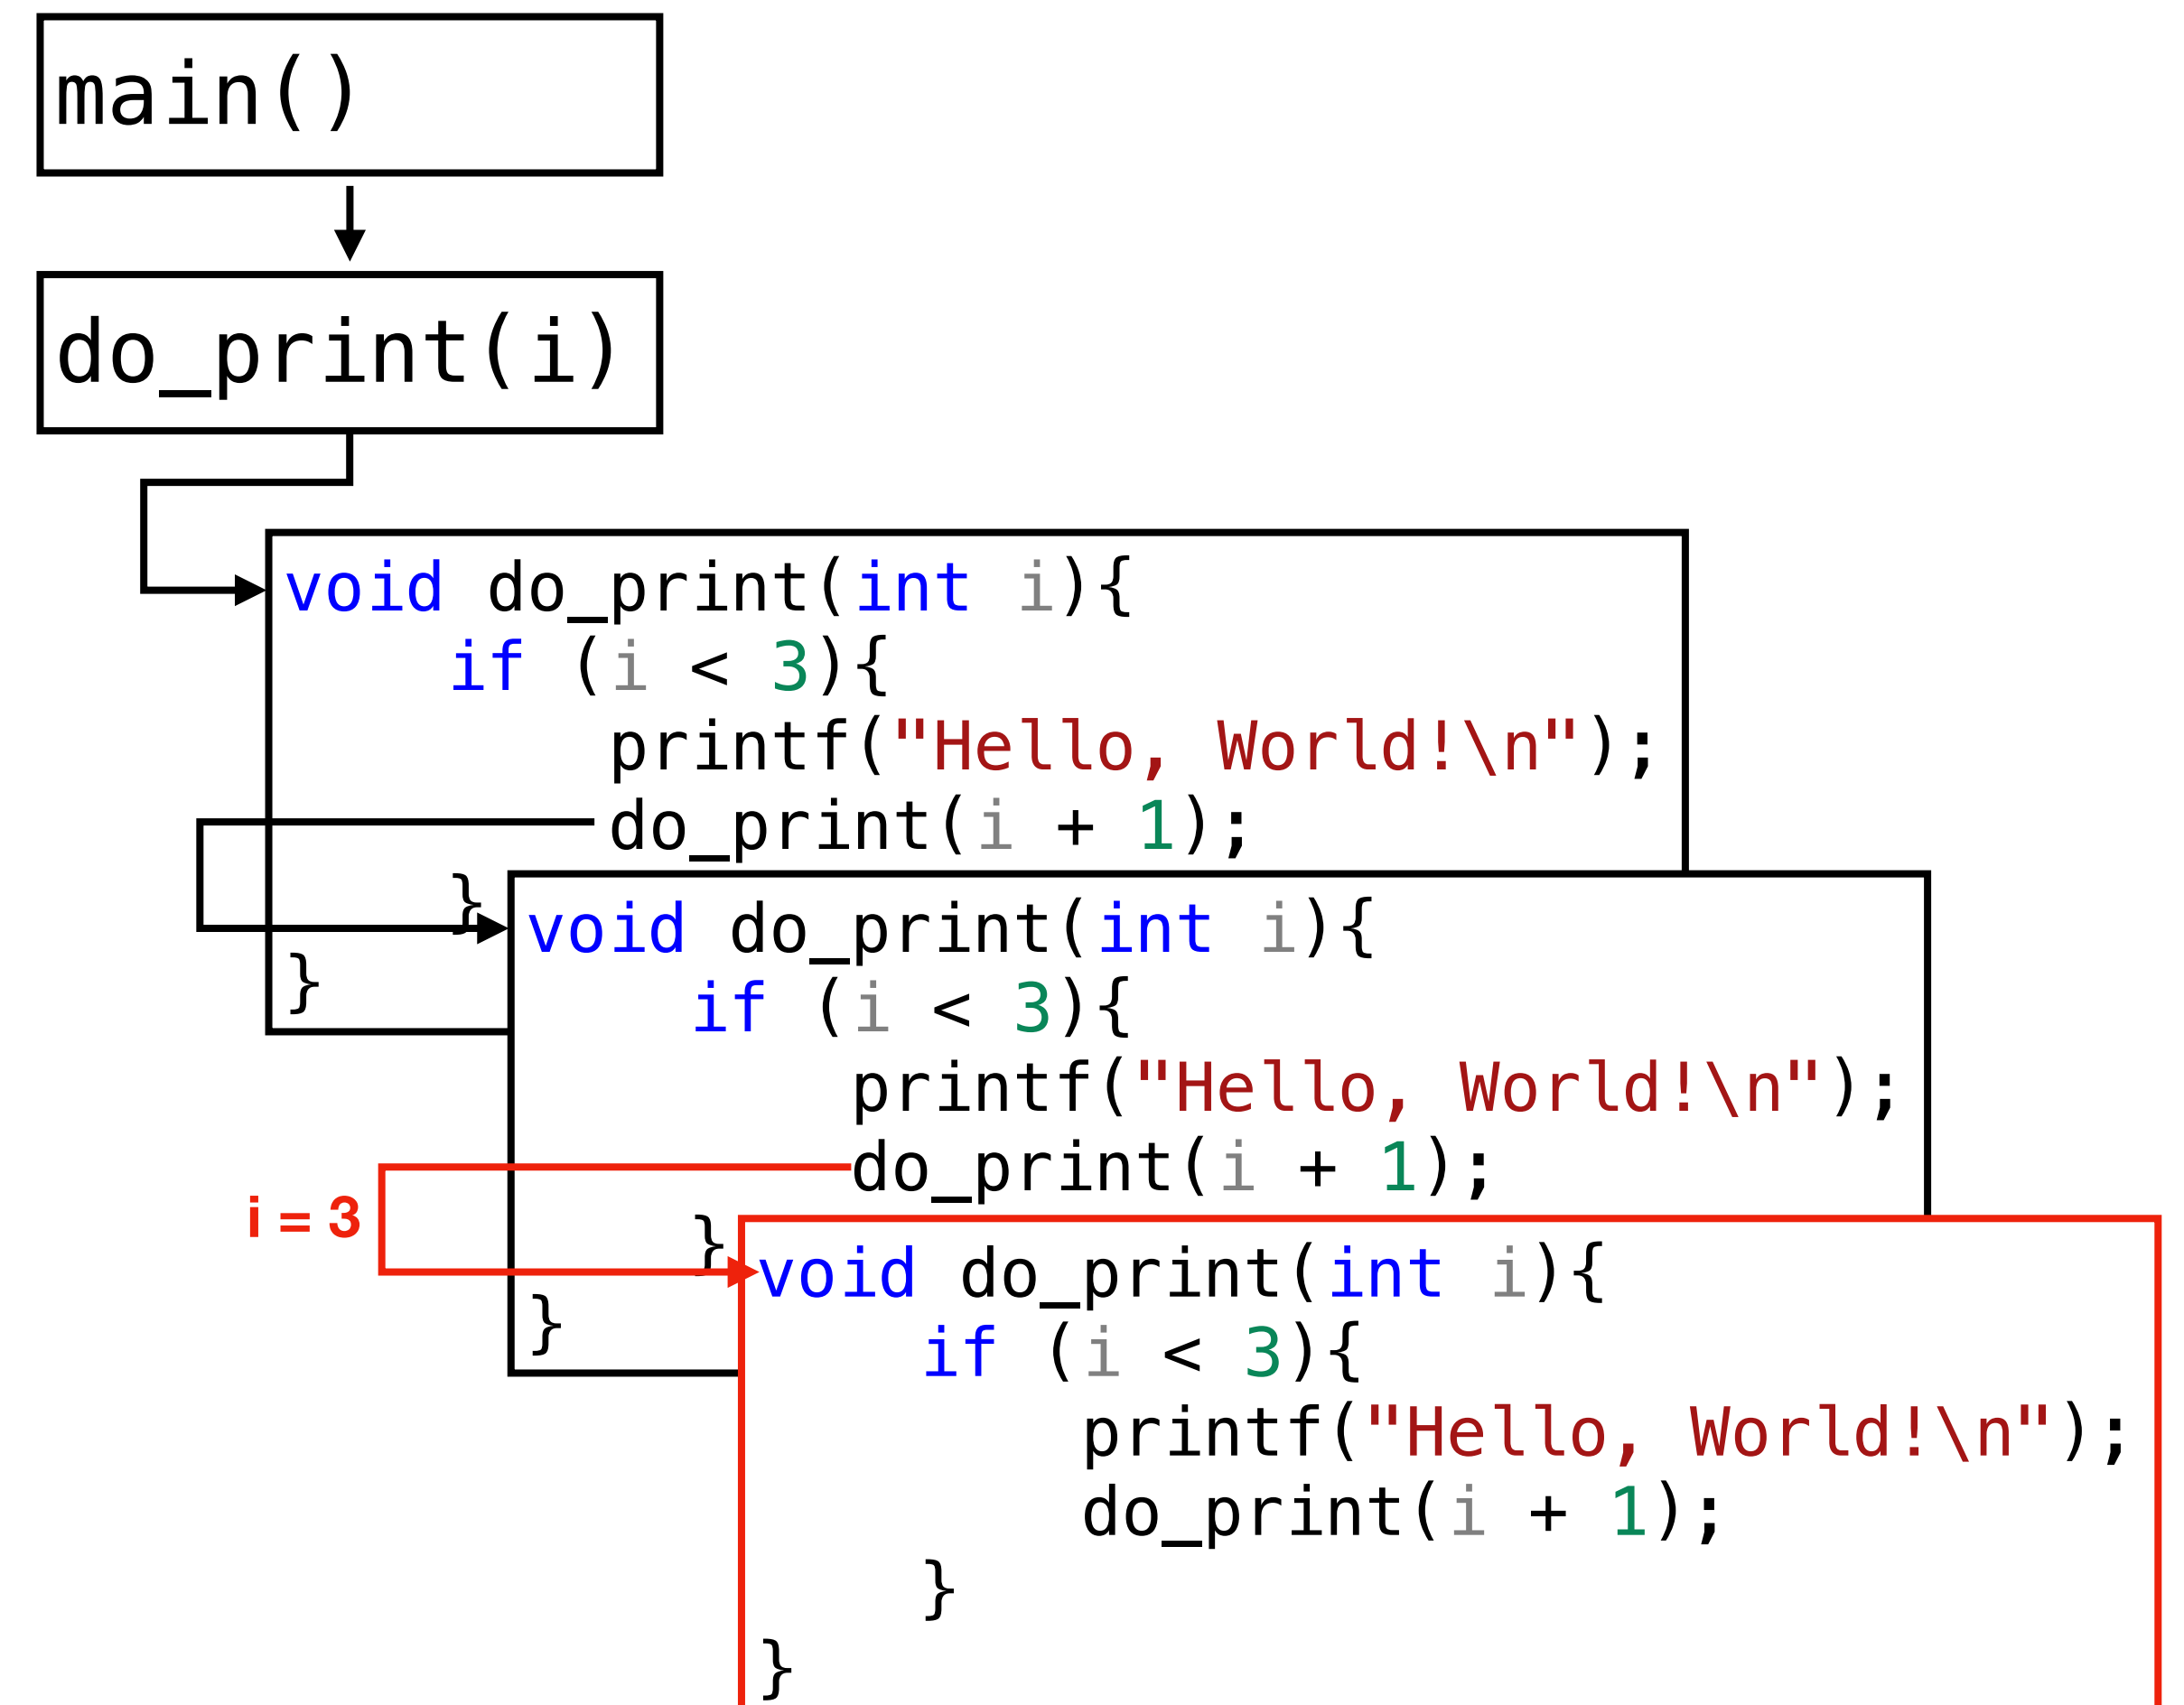 main()
do_print(i)
void do_print(int i){
if (i < 3){
printf("Hello, World!\n");
do_print(i + 1);
}
}
void do_print(int i){
if (i < 3){
printf("Hello, World!\n");
do_print(i + 1);
}
}
i = 3
void do_print(int i){
if (i < 3){
printf("Hello, World!\n");
do_print(i + 1);
}
}